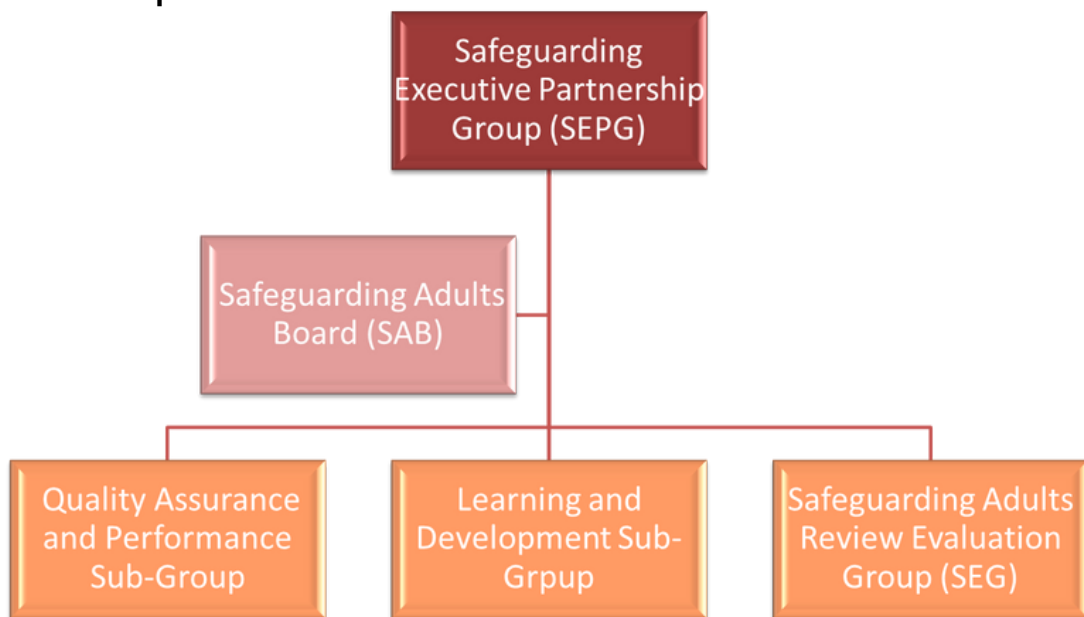 Safeguarding
Executive Partnership
Group (SEPG)
Safeguarding Adults
Board (SAB)
Quality Assurance
and Performance
Sub-Group
Learning and
Development Sub-
Grpup
Safeguarding Adults
Review Evaluation
Group (SEG)